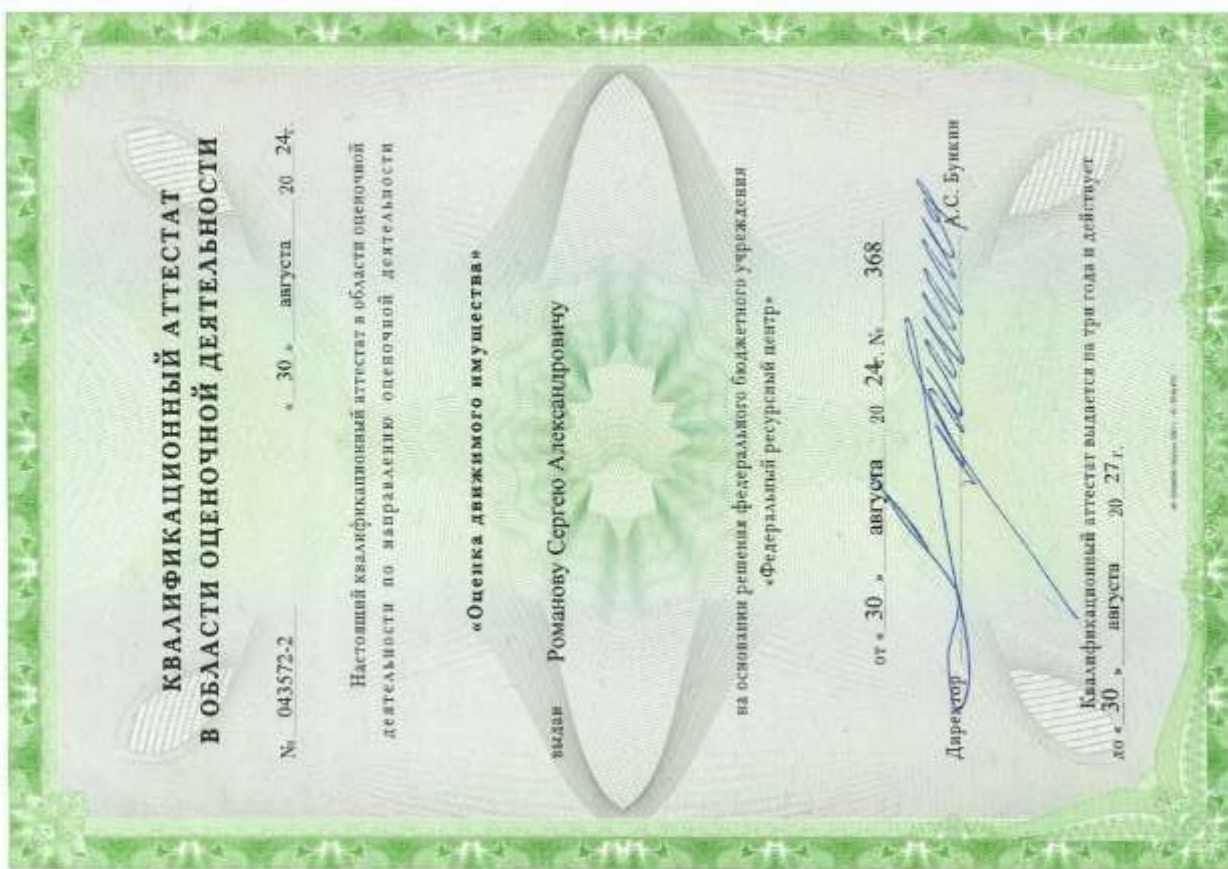 КВАЛИФИКАЦИОННЫЙ АТТЕСТАТ
В ОБЛАСТИ ОЦЕНОЧНОЙ ДЕЯТЕЛЬНОСТИ
№ 043572-2 « 30 » августа 20 24г.
Настоящий квалификационный аттестат в области оценочной
деятельности по направлению оценочной деятельности
«Оценка движимого имущества»
выдан Романову Сергею Александровичу
на основании решения федерального бюджетного учреждения
«Федеральный ресурсный центр»
от « 30 » августа 20 24г. № 368
Директор А.С. Бункин
Квалификационный аттестат выдается на три года и действует
до « 30 » августа 20 27 г.